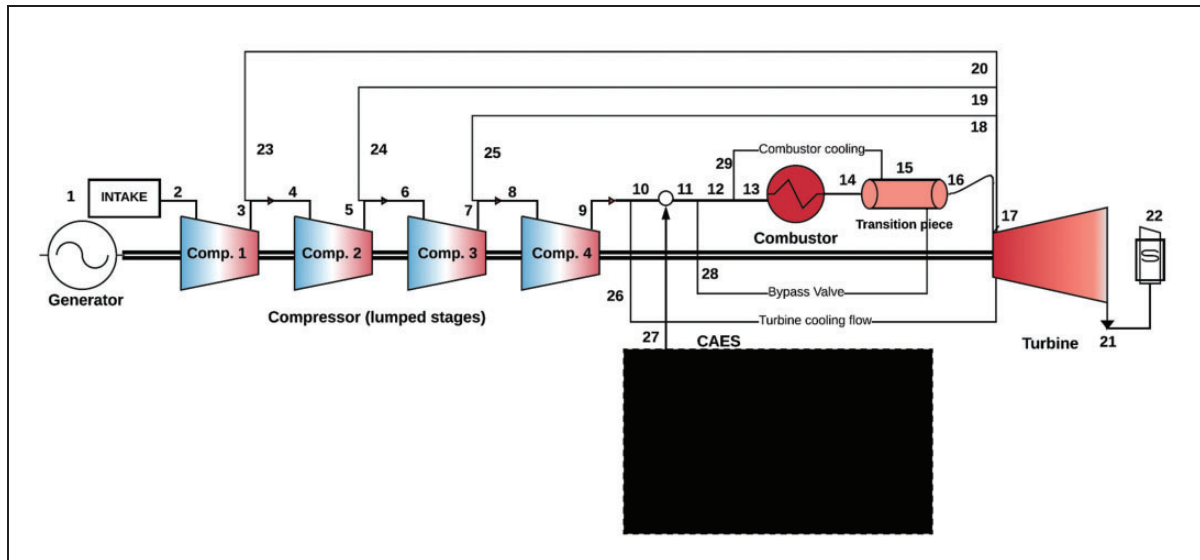 20
19
18
23
24
25
Combustor cooling
29
15
1
INTAKE
2
3
4
5
6
7
8
9
10
11
12
13
14
16
17
22
Transition piece
Combustor
Comp. 1
Comp. 2
Comp. 3
Comp. 4
S
Generator
28
Bypass Valve
26
Compressor (lumped stages)
Turbine cooling flow
27
CAES
Turbine
21